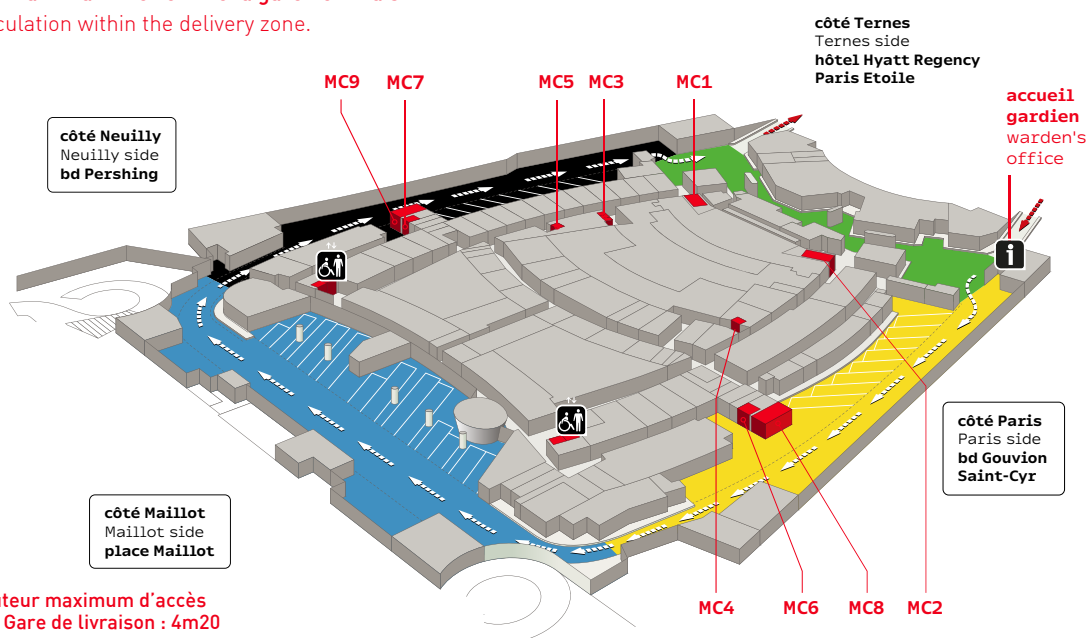 culation within the delivery zone.
côté Ternes
Ternes side
hôtel Hyatt Regency
Paris Etoile
MC9
MC7
MC5
MC3
MC1
accueil
gardien
warden's
office
côté Neuilly
Neuilly side
bd Pershing
i
côté Paris
Paris side
bd Gouvion
Saint-Cyr
côté Maillot
Maillot side
place Maillot
MC4
MC6
MC8
MC2
uteur maximum d'accès
Gare de livraison : 4m20